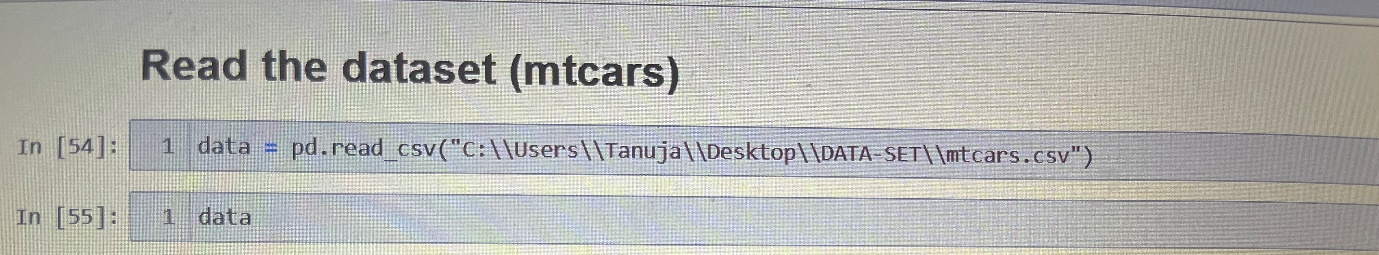 Read the dataset (mtcars)
In [54]: 1 data = pd.read_csv("C:\\Users\\Tanuja\\Desktop\\DATA-SET\\mtcars.csv")
In [55]: 1 data